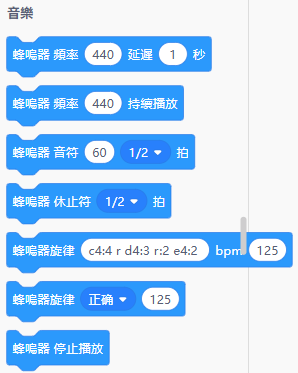 音樂
蜂鳴器 頻率 440 延遲 1 秒
蜂鳴器 頻率 440 持續播放
蜂鳴器 音符 60 1/2 拍
蜂鳴器 休止符 1/2 拍
蜂鳴器旋律 c4:4 r d4:3 r:2 e4:2 bpm 125
蜂鳴器旋律 正确 125
蜂鳴器 停止播放